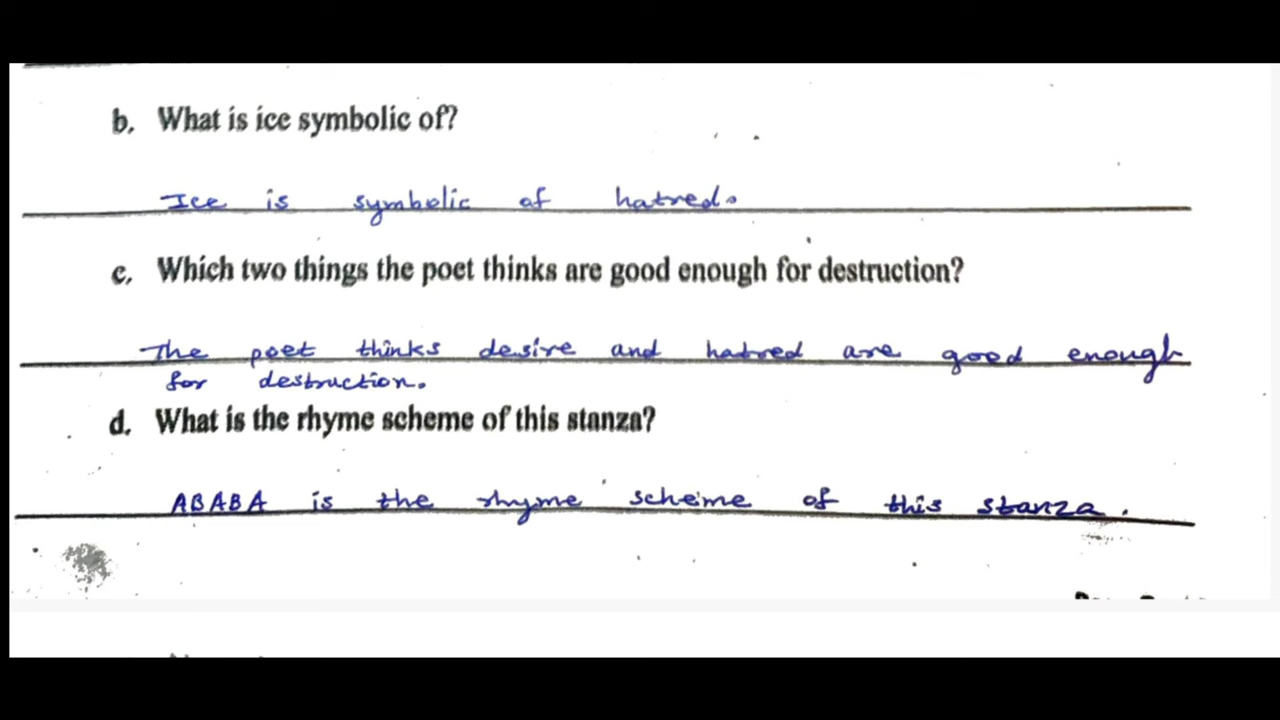 b. What is ice symbolic of?
Ice is symbolic of hatred.
c. Which two things the poet thinks are good enough for destruction?
The poet thinks desire and hatred are good enough
for destruction.
d. What is the rhyme scheme of this stanza?
ABABA is the rhyme scheme of this stanza.